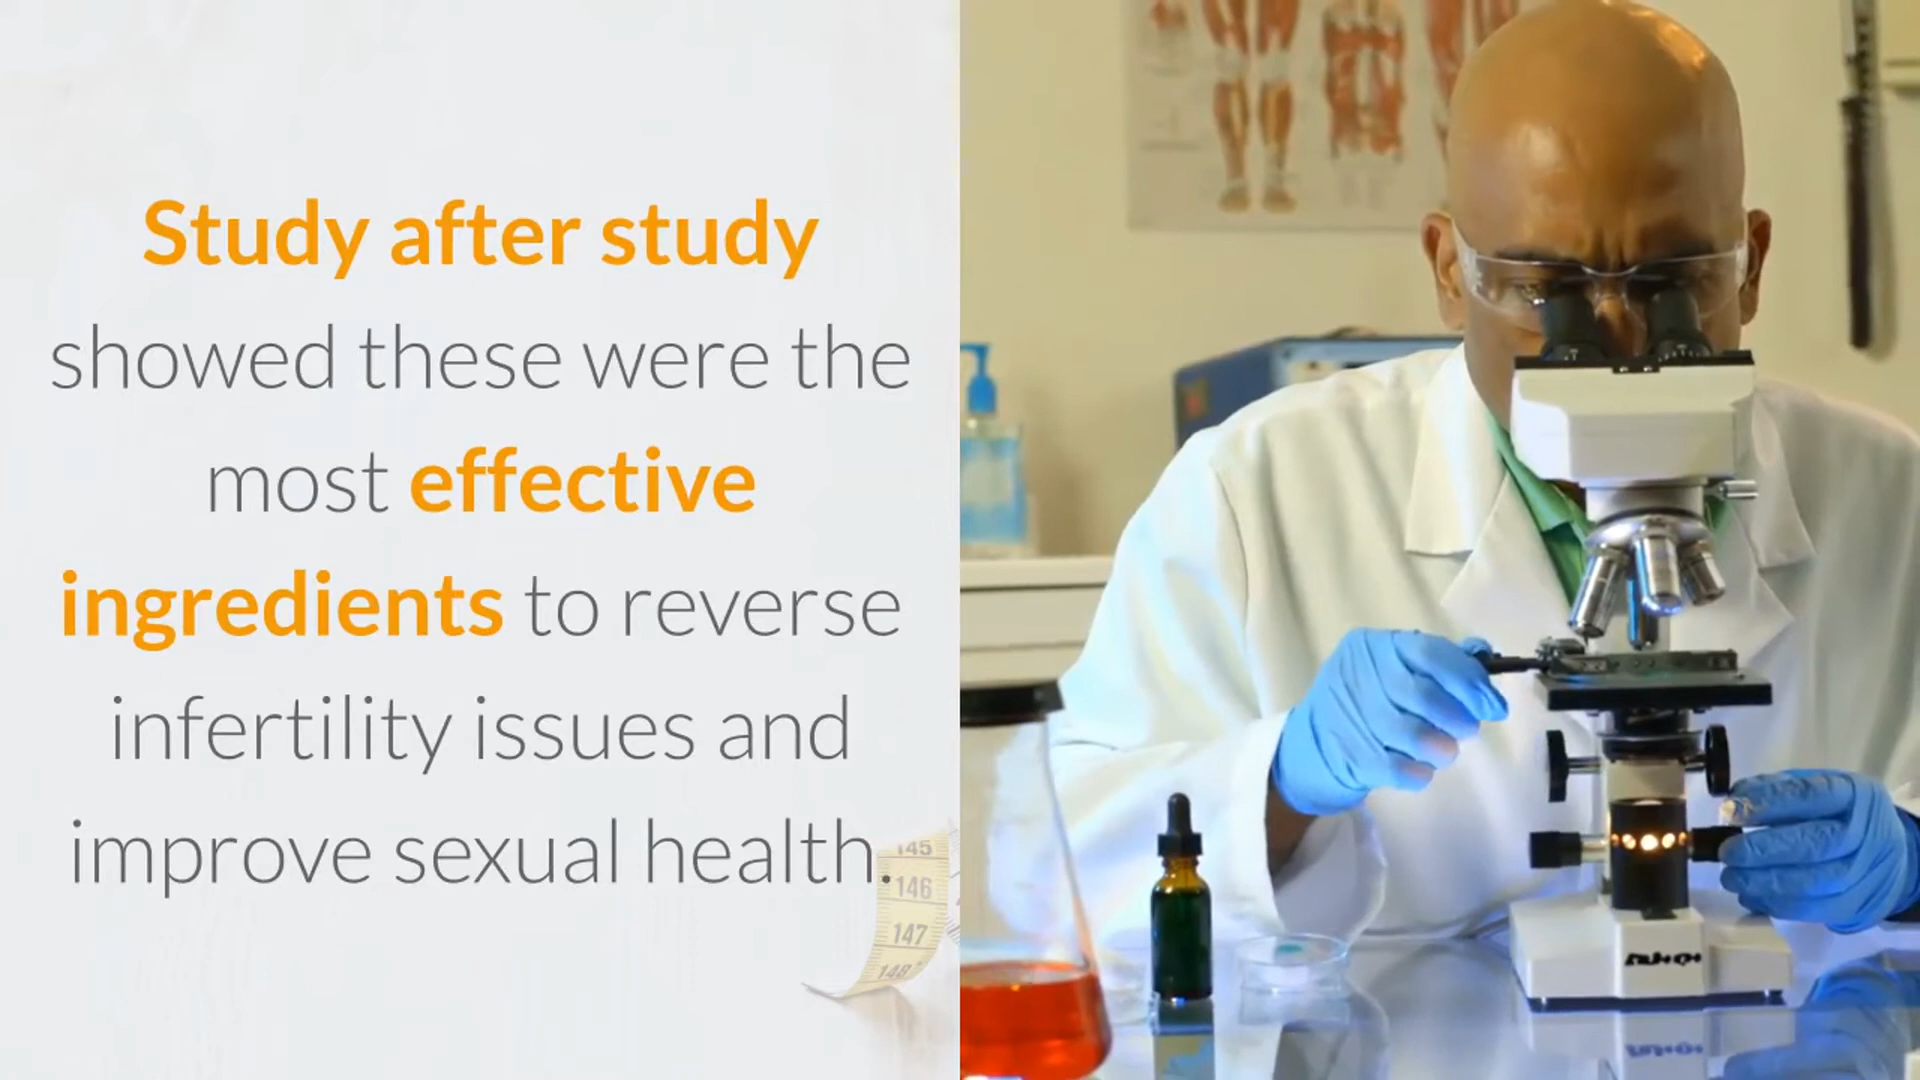 Study after study
showed these were the
most effective
ingredients to reverse
infertility issues and
improve sexual health.
145
146
147
148